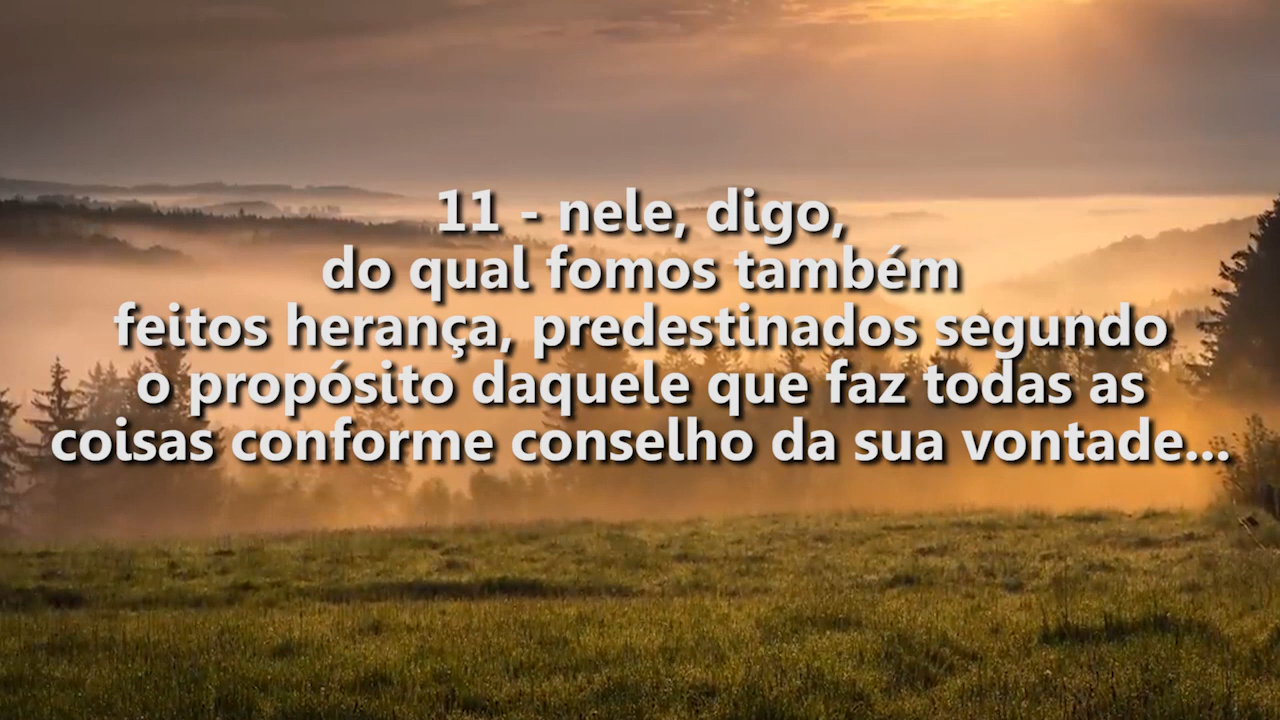 11 - nele, digo,
do qual fomos também
feitos herança, predestinados segundo
o propósito daquele que faz todas as
coisas conforme conselho da sua vontade...